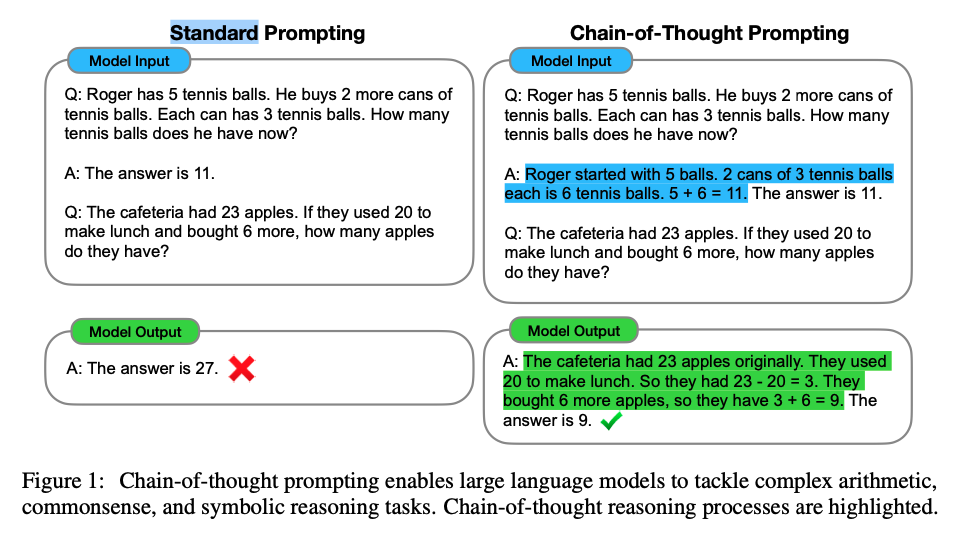 Standard Prompting
Model Input
Q: Roger has 5 tennis balls. He buys 2 more cans of
tennis balls. Each can has 3 tennis balls. How many
tennis balls does he have now?
A: The answer is 11.
Q: The cafeteria had 23 apples. If they used 20 to
make lunch and bought 6 more, how many apples
do they have?
Model Output
A: The answer is 27.
Chain-of-Thought Prompting
Model Input
Q: Roger has 5 tennis balls. He buys 2 more cans of
tennis balls. Each can has 3 tennis balls. How many
tennis balls does he have now?
A: Roger started with 5 balls. 2 cans of 3 tennis balls
each is 6 tennis balls. 5 + 6 = 11. The answer is 11.
Q: The cafeteria had 23 apples. If they used 20 to
make lunch and bought 6 more, how many apples
do they have?
Model Output
A: The cafeteria had 23 apples originally. They used
20 to make lunch. So they had 23 - 20 = 3. They
bought 6 more apples, so they have 3 + 6 = 9. The
answer is 9.
Figure 1: Chain-of-thought prompting enables large language models to tackle complex arithmetic,
commonsense, and symbolic reasoning tasks. Chain-of-thought reasoning processes are highlighted.